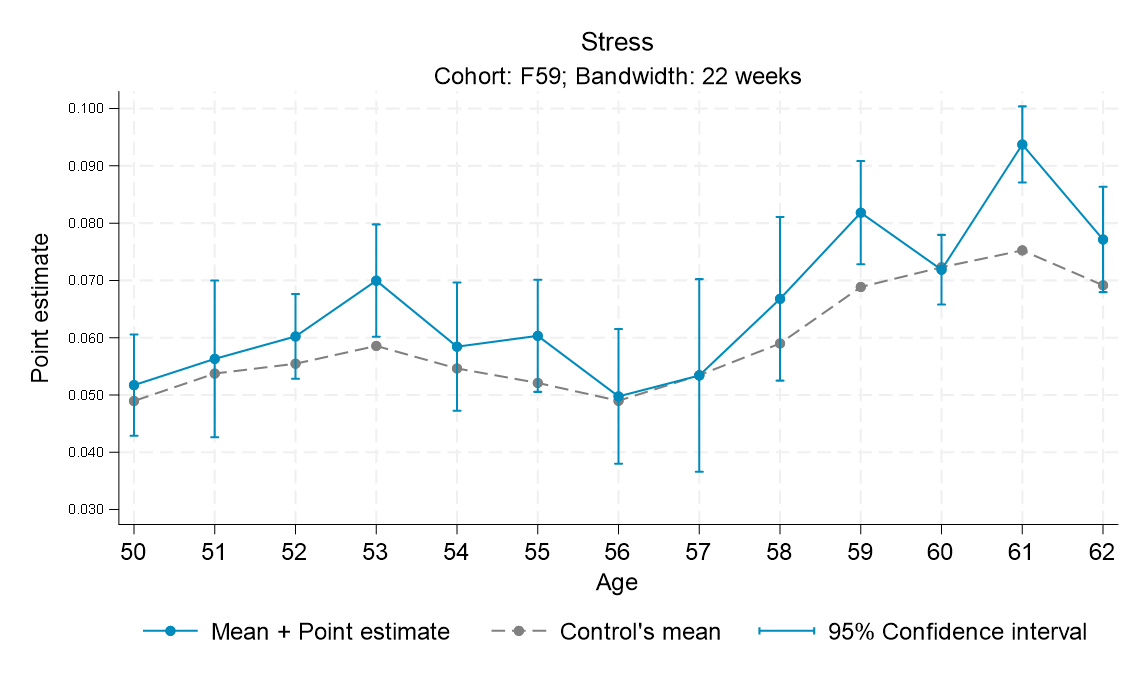 Stress
Cohort: F59; Bandwidth: 22 weeks
Point estimate
0.100
0.090
0.080
0.070
0.060
0.050
0.040
0.030
50 51 52 53 54 55 56 57 58 59 60 61 62
Age
Mean + Point estimate Control's mean 95% Confidence interval